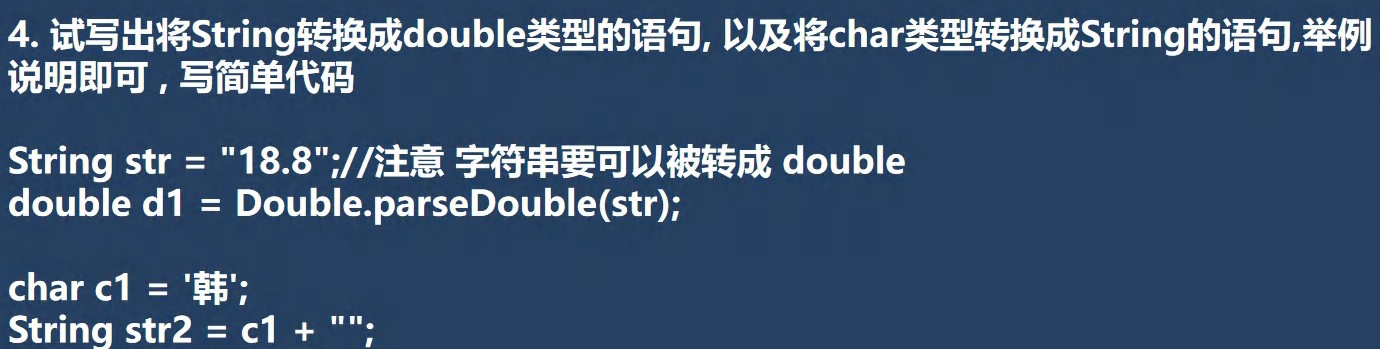 4. 试写出将String转换成double类型的语句, 以及将char类型转换成String的语句,举例
说明即可，写简单代码
String str = "18.8";//注意 字符串要可以被转成 double
double d1 = Double.parseDouble(str);
char c1 = '韩';
String str2 = c1 + "";